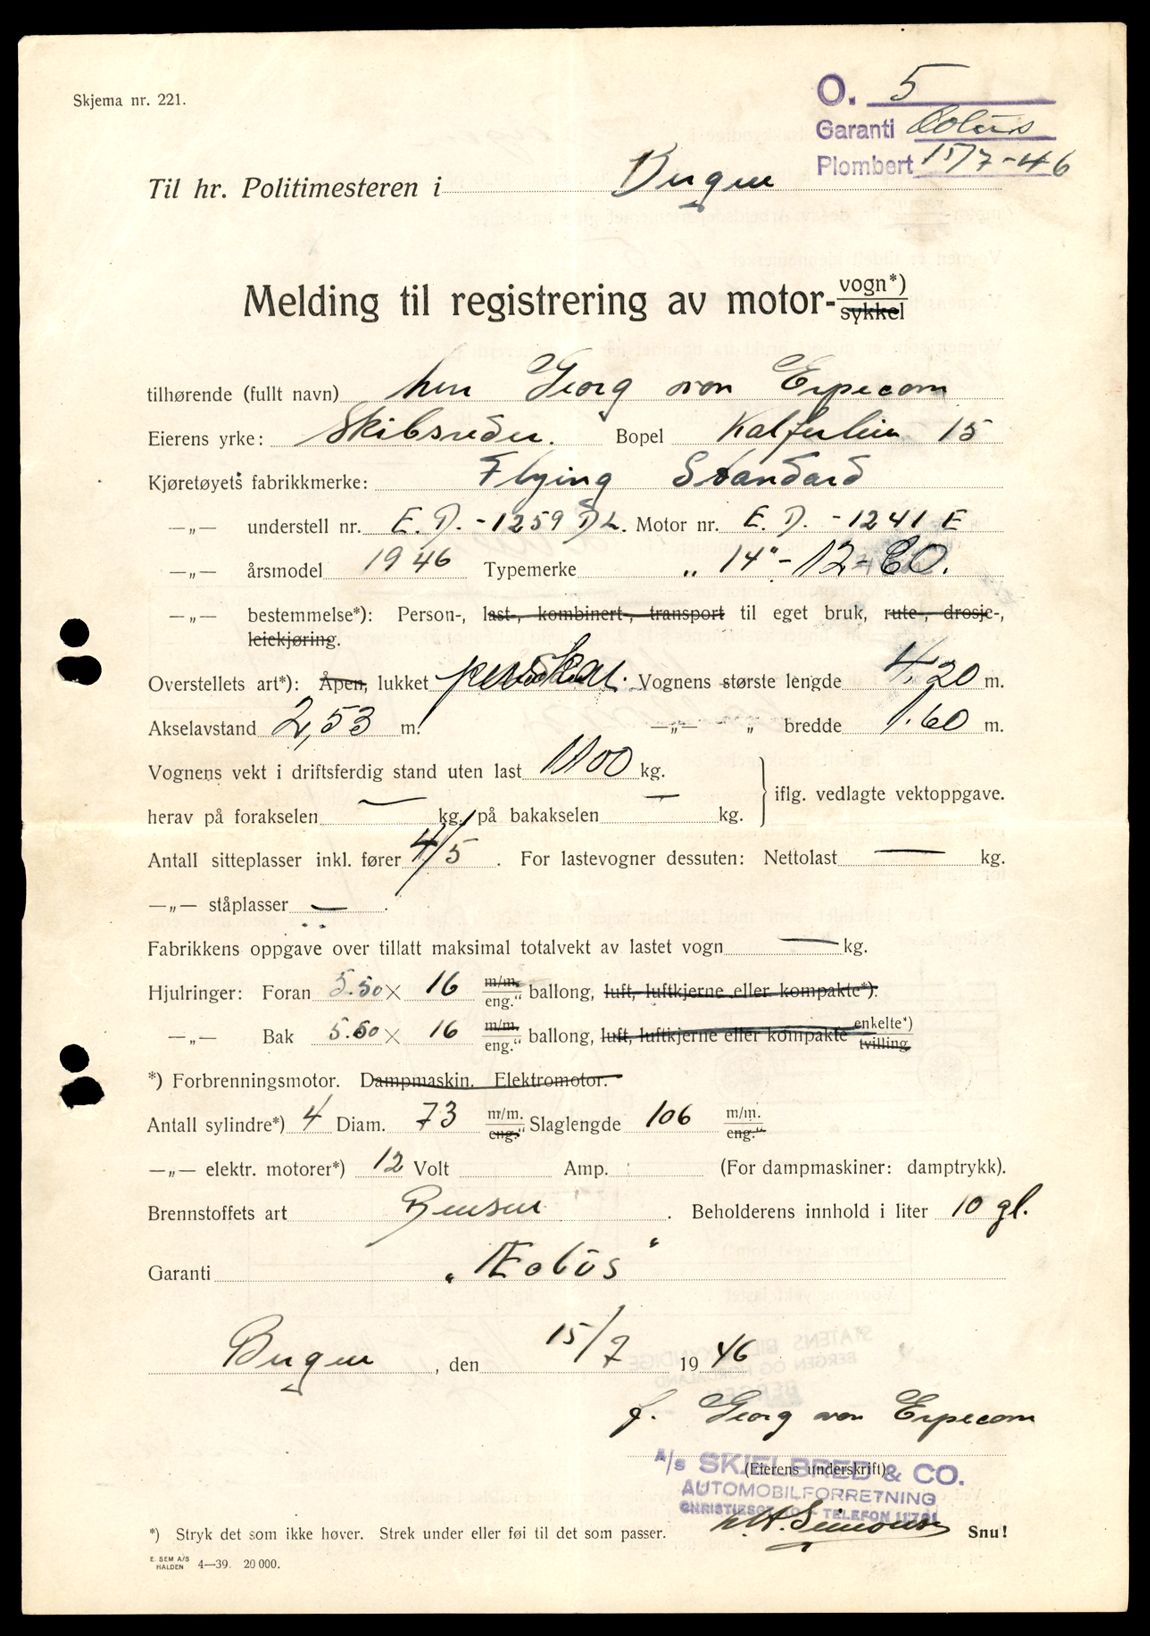 Skjema nr. 221.
O. 5
Garanti Æolus
Plombert 15/7-46
Til hr. Politimesteren i Bergen
Melding til registrering av motor- vogn*) / sykkel
tilhørende (fullt navn) herr Georg von Erpecom
Eierens yrke: Skibsreder. Bopel Kalfarlien 15
Kjøretøyets fabrikkmerke: Flying Standard
—„— understell nr. E. D. -1259 DL. Motor nr. E. D. -1241 E
—„— årsmodel 1946 Typemerke „ 14" - 12 - CO.
—„— bestemmelse*): Person-, last-, kombinert-, transport til eget bruk, rute-, drosje-,
leiekjøring.
Overstellets art*): Åpen, lukket Vognens største lengde 4,20 m.
Akselavstand 2,53 m. —„— „ bredde 1.60 m.
Vognens vekt i driftsferdig stand uten last 1100 kg.
herav på forakselen — kg. på bakakselen — kg. iflg. vedlagte vektoppgave.
Antall sitteplasser inkl. fører 4/5. For lastevogner dessuten: Nettolast — kg.
—„— ståplasser — .
Fabrikkens oppgave over tillatt maksimal totalvekt av lastet vogn — kg.
Hjulringer: Foran 5.50 × 16 m/m. eng." ballong, luft, luftkjerne eller kompakte*).
—„— Bak 5.50 × 16 m/m. eng." ballong, luft, luftkjerne eller kompakte enkelte*) tvilling.
*) Forbrenningsmotor. Dampmaskin. Elektromotor.
Antall sylindre*) 4 Diam. 73 m/m. eng." Slaglengde 106 m/m. eng."
—„— elektr. motorer*) 12 Volt Amp. (For dampmaskiner: damptrykk).
Brennstoffets art Bensin . Beholderens innhold i liter 10 gl.
Garanti „Æolus"
Bergen, den 15/7 1946
f. Georg von Erpecom
(Eierens underskrift)
A/S SKJELBRED & CO.
AUTOMOBILFORRETNING
CHRISTIESGT. - TELEFON
*) Stryk det som ikke høver. Strek under eller føi til det som passer. Snu!
E. SEM A/S HALDEN 4—39. 20 000.